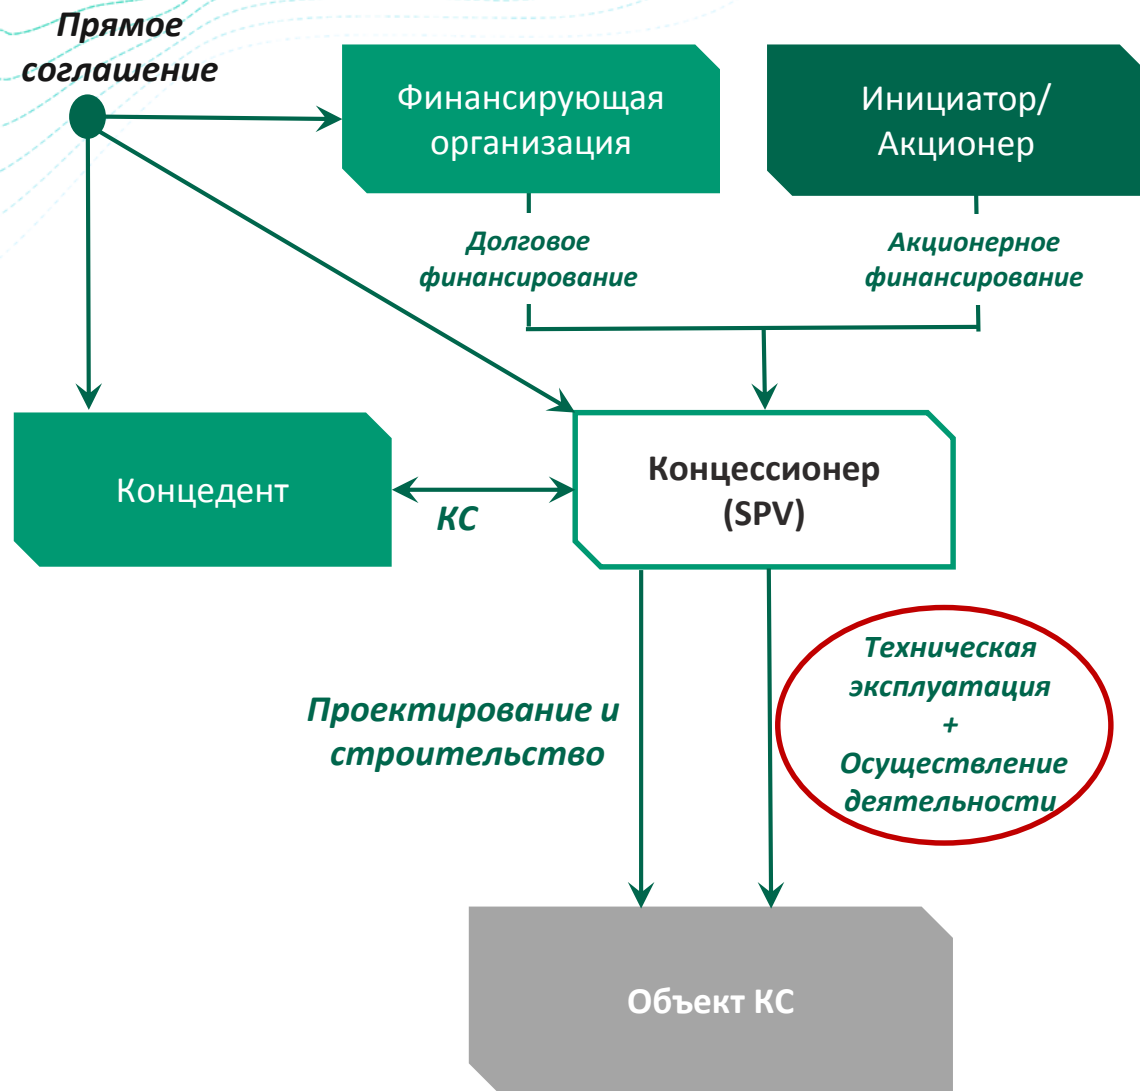 Прямое
соглашение
Финансирующая
организация
Инициатор/
Акционер
Долговое
финансирование
Акционерное
финансирование
Концедент
КС
Концессионер
(SPV)
Проектирование и
строительство
Техническая
эксплуатация
+
Осуществление
деятельности
Объект КС